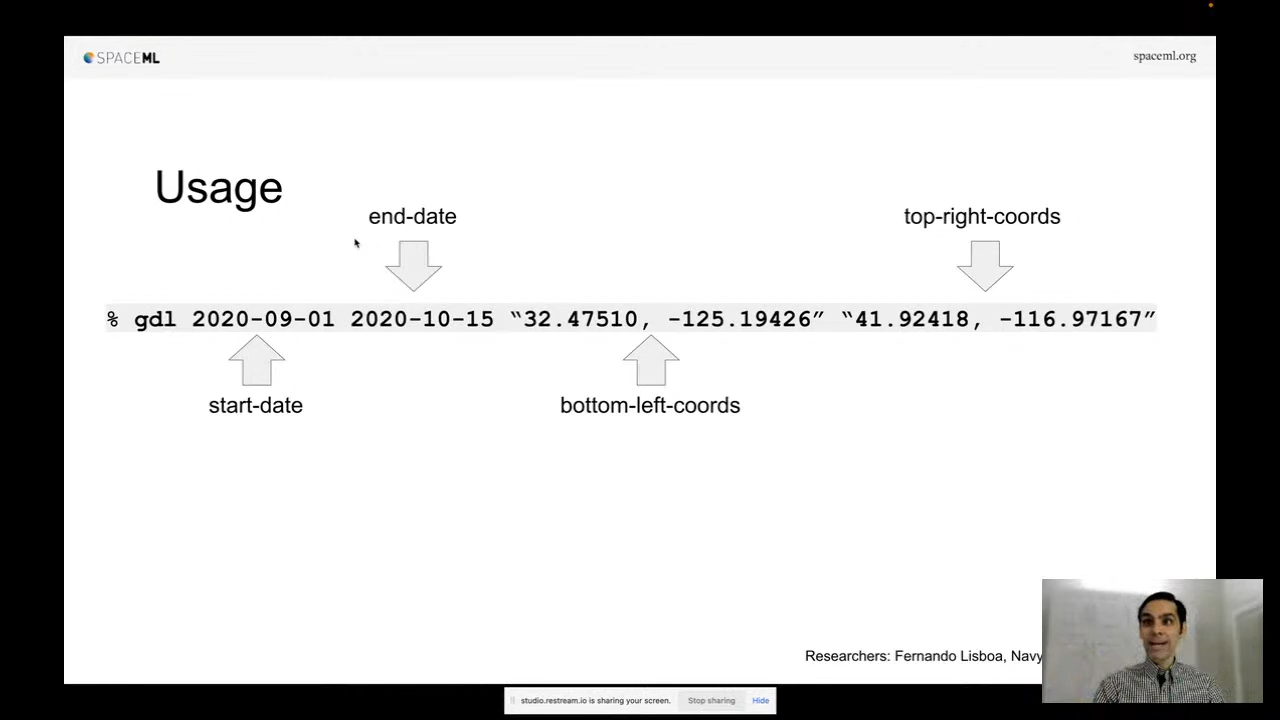 SPACEML
spaceml.org
Usage
end-date
top-right-coords
% gdl 2020-09-01 2020-10-15 “32.47510, -125.19426” “41.92418, -116.97167”
start-date
bottom-left-coords
Researchers: Fernando Lisboa, Navy
studio.restream.io is sharing your screen.
Stop sharing
Hide